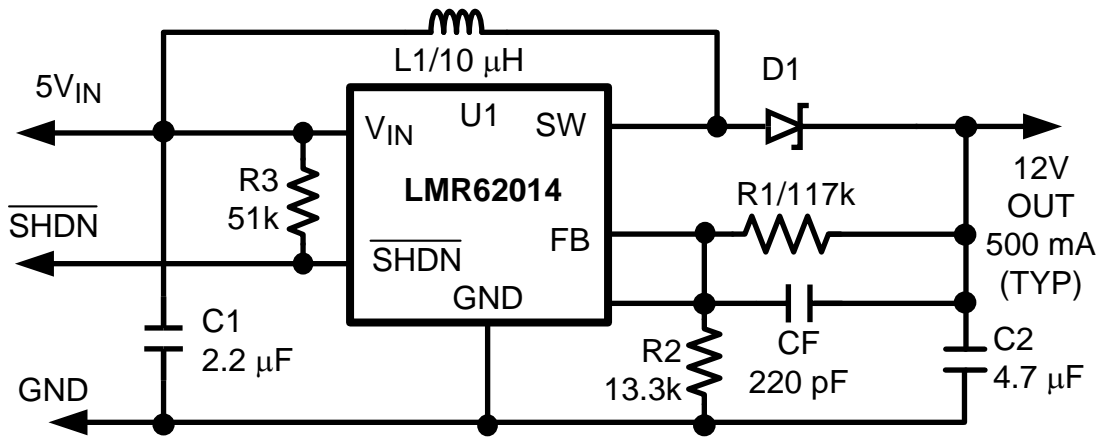 L1/10 μH
5V_IN
D1
V_IN
U1
SW
LMR62014
R3
51k
SHDN
SHDN
FB
GND
R1/117k
12V
OUT
500 mA
(TYP)
C1
2.2 μF
R2
13.3k
CF
220 pF
C2
4.7 μF
GND